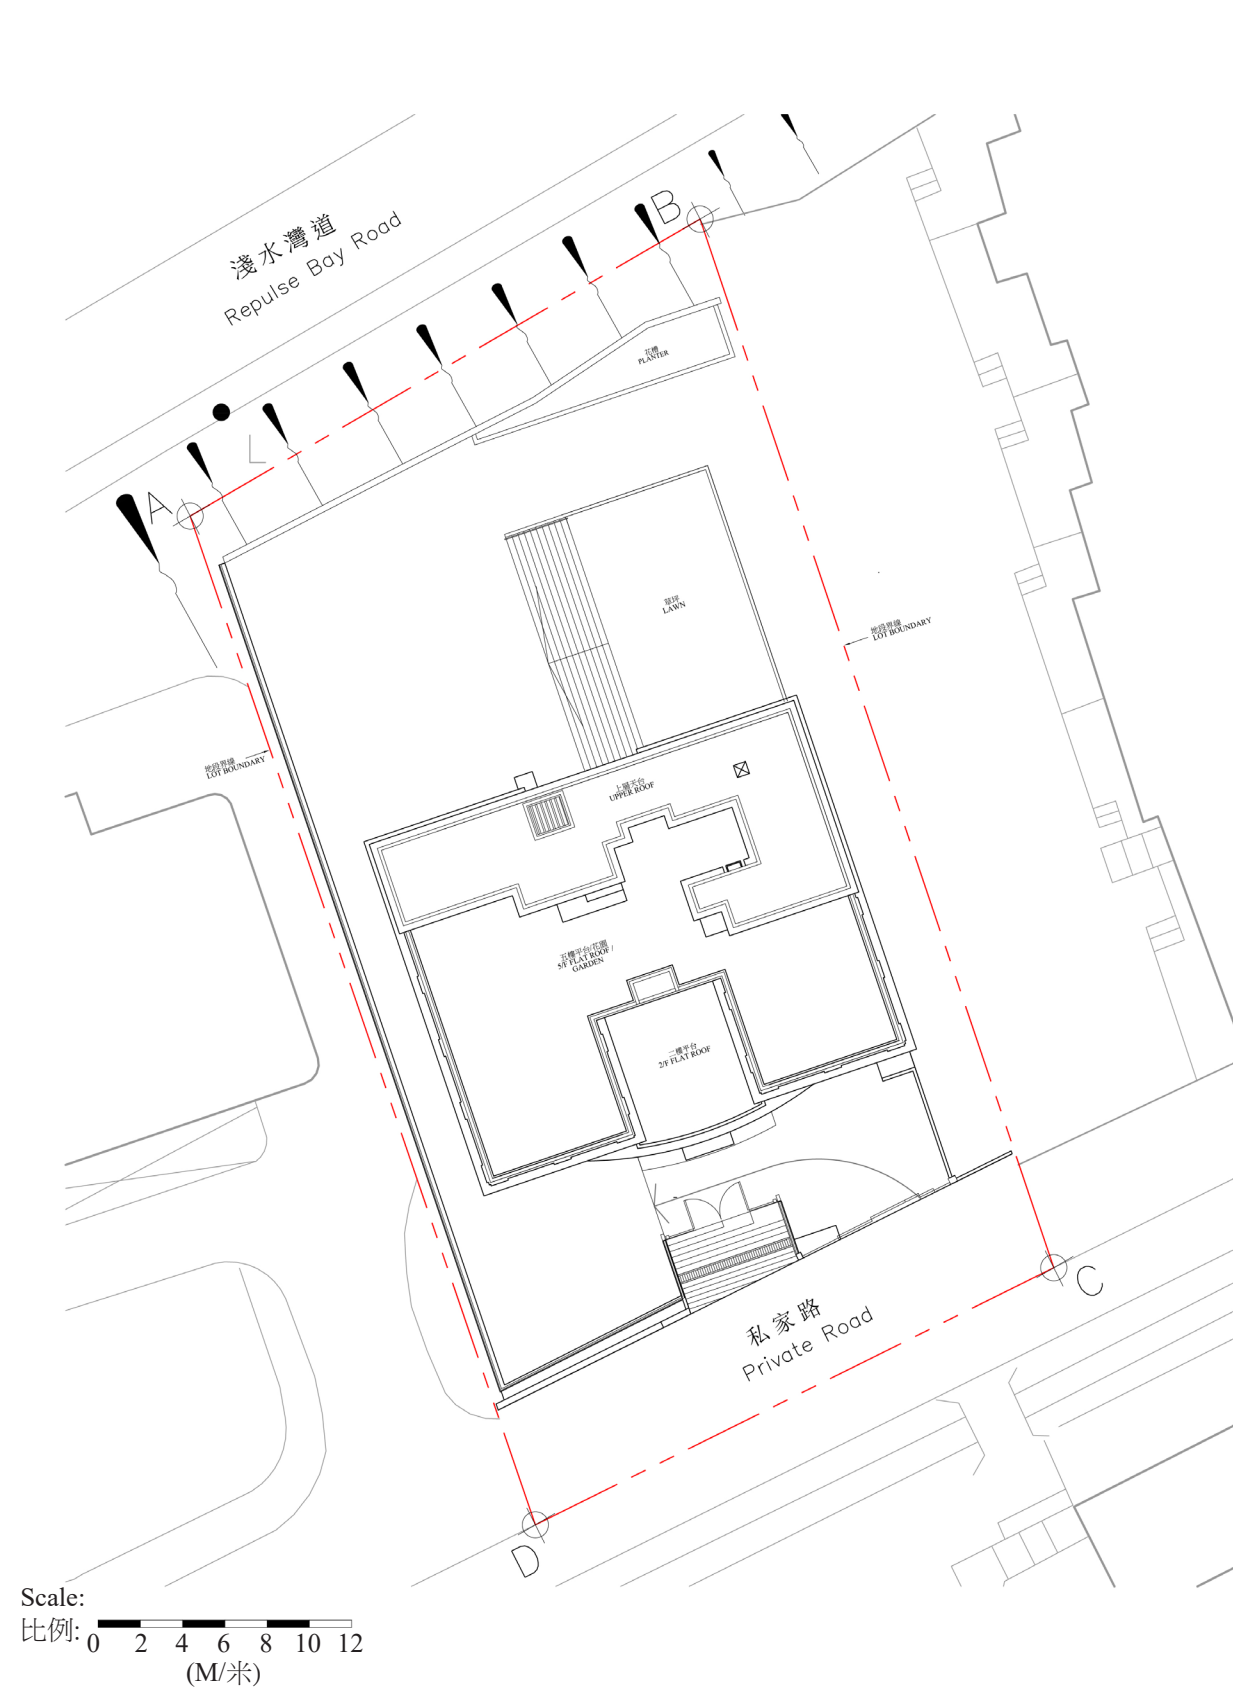 淺水灣道
Repulse Bay Road
B
花槽
PLANTER
A
草坪
LAWN
地段界線
LOT BOUNDARY
地段界線
LOT BOUNDARY
上層天台
UPPER ROOF
五樓平台/花園
5/F FLAT ROOF /
GARDEN
二樓平台
2/F FLAT ROOF
C
私家路
Private Road
D
Scale:
比例:
0 2 4 6 8 10 12
(M/米)